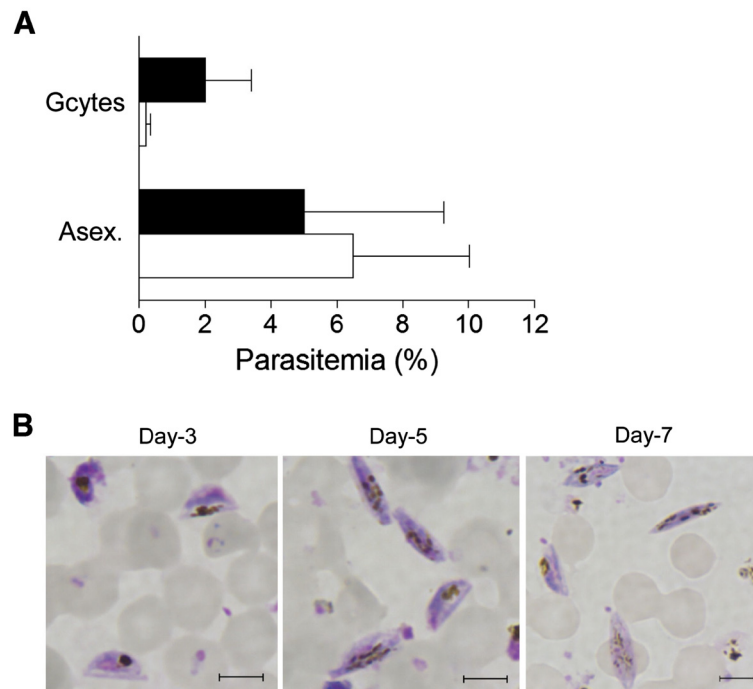 A
Gcytes
Asex.
0 2 4 6 8 10 12
Parasitemia (%)
B
Day-3 Day-5 Day-7